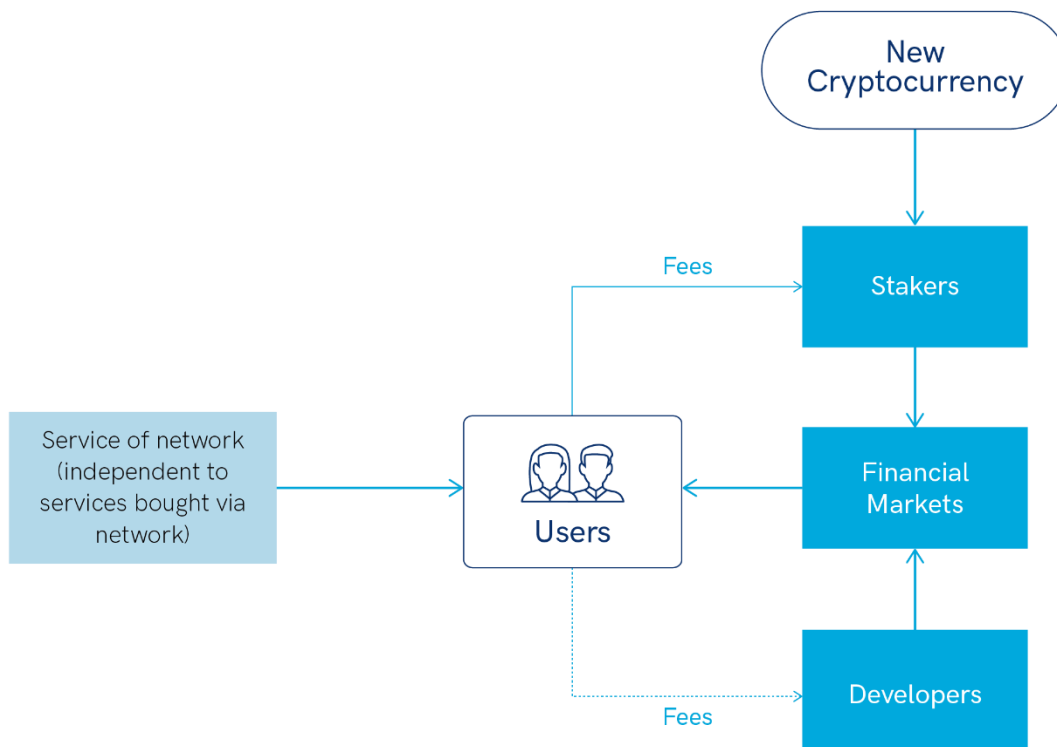 New
Cryptocurrency
Fees
Stakers
Service of network
(independent to
services bought via
network)
Users
Financial
Markets
Developers
Fees